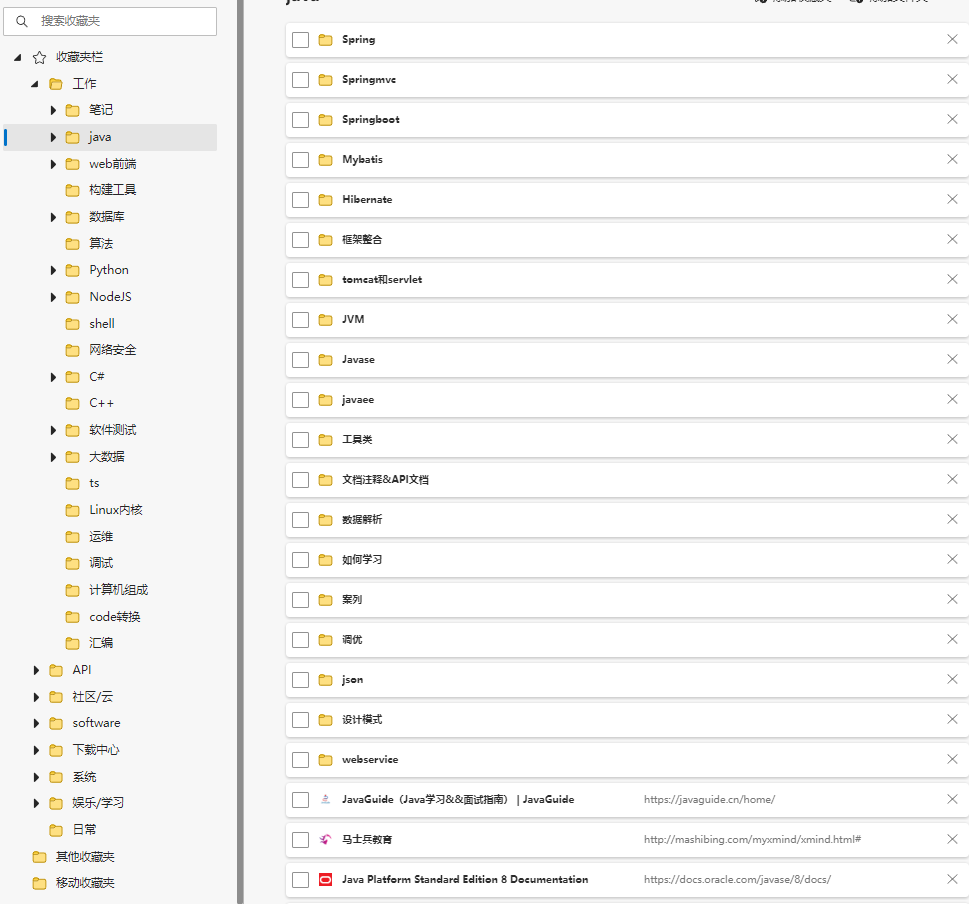 搜索收藏夹
收藏夹栏
工作
笔记
java
web前端
构建工具
数据库
算法
Python
NodeJS
shell
网络安全
C#
C++
软件测试
大数据
ts
Linux内核
运维
调试
计算机组成
code转换
汇编
API
社区/云
software
下载中心
系统
娱乐/学习
日常
其他收藏夹
移动收藏夹
java
Spring
Springmvc
Springboot
Mybatis
Hibernate
框架整合
tomcat和servlet
JVM
Javase
javaee
工具类
文档注释&API文档
数据解析
如何学习
案列
调优
json
设计模式
webservice
JavaGuide（Java学习&&面试指南） | JavaGuide https://javaguide.cn/home/
马士兵教育 http://mashibing.com/myxmind/xmind.html#
Java Platform Standard Edition 8 Documentation https://docs.oracle.com/javase/8/docs/